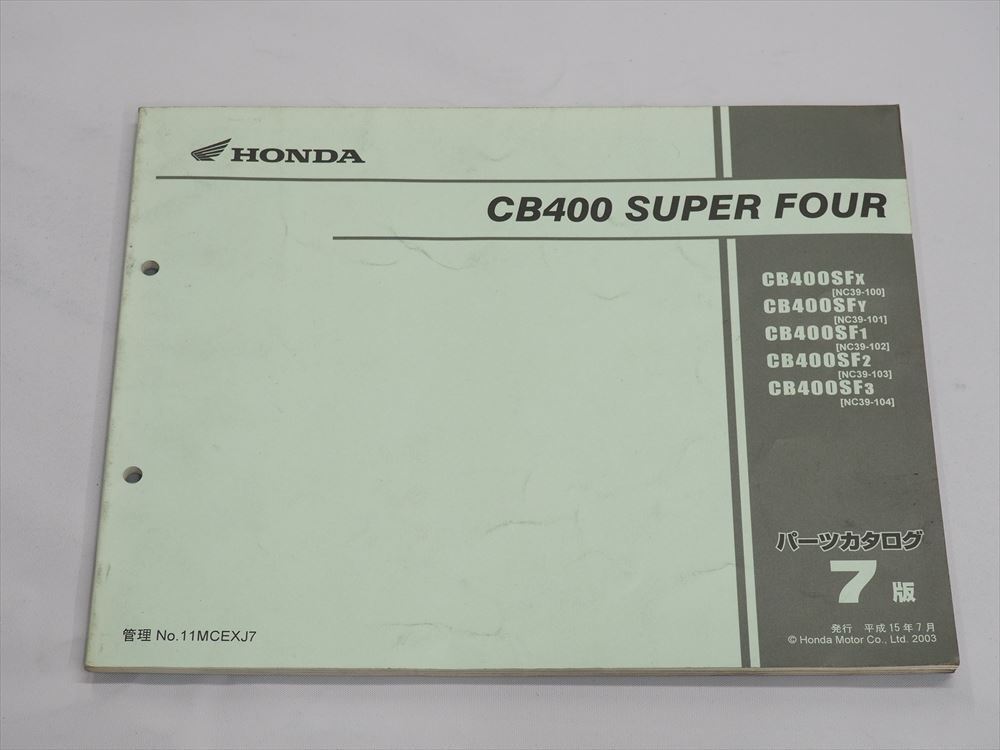 HONDA
CB400 SUPER FOUR
CB400SFX
[NC39-100]
CB400SFY
[NC39-101]
CB400SF1
[NC39-102]
CB400SF2
[NC39-103]
CB400SF3
[NC39-104]
パーツカタログ
7 版
管理 No.11MCEXJ7
発行 平成15年7月
© Honda Motor Co., Ltd. 2003